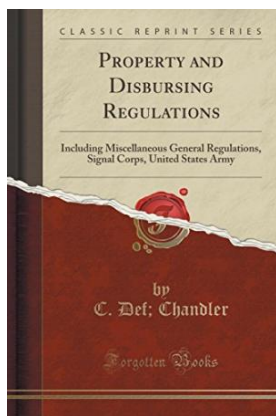 CLASSIC REPRINT SERIES
PROPERTY AND
DISBURSING
REGULATIONS
Including Miscellaneous General Regulations,
Signal Corps, United States Army
by
C. Def; Chandler
Forgotten Books